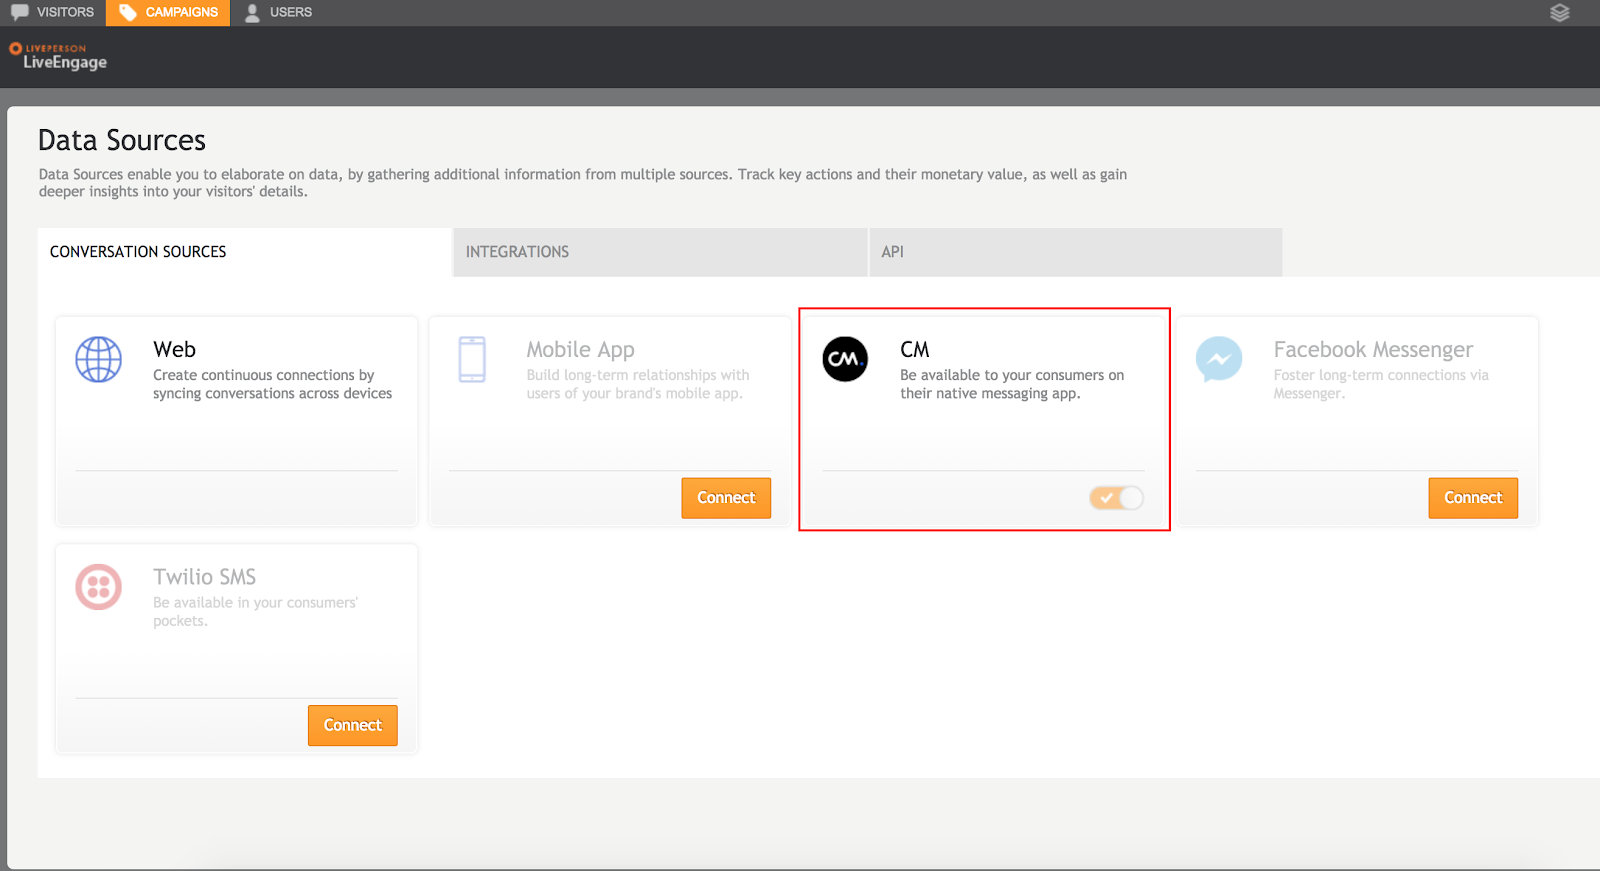 VISITORS
CAMPAIGNS
USERS
LIVEPERSON
LiveEngage
Data Sources
Data Sources enable you to elaborate on data, by gathering additional information from multiple sources. Track key actions and their monetary value, as well as gain
deeper insights into your visitors' details.
CONVERSATION SOURCES
INTEGRATIONS
API
Web
Create continuous connections by
syncing conversations across devices
Mobile App
Build long-term relationships with
users of your brand's mobile app.
Connect
CM.
CM
Be available to your consumers on
their native messaging app.
Facebook Messenger
Foster long-term connections via
Messenger.
Connect
Twilio SMS
Be available in your consumers'
pockets.
Connect